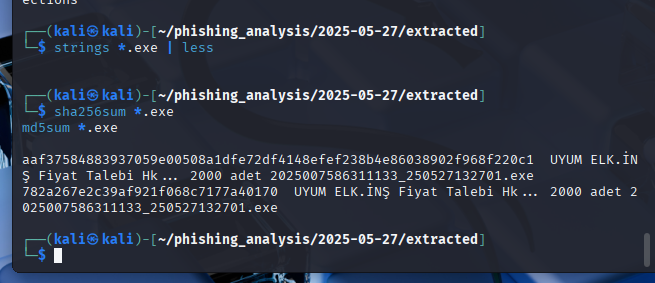 ections
┌──(kali㉿kali)-[~/phishing_analysis/2025-05-27/extracted]
└─$ strings *.exe | less
┌──(kali㉿kali)-[~/phishing_analysis/2025-05-27/extracted]
└─$ sha256sum *.exe
md5sum *.exe
aaf37584883937059e00508a1dfe72df4148efef238b4e86038902f968f220c1  UYUM ELK.İN
Ş Fiyat Talebi Hk... 2000 adet 2025007586311133_250527132701.exe
782a267e2c39af921f068c7177a40170  UYUM ELK.İNŞ Fiyat Talebi Hk... 2000 adet 2
025007586311133_250527132701.exe
┌──(kali㉿kali)-[~/phishing_analysis/2025-05-27/extracted]
└─$